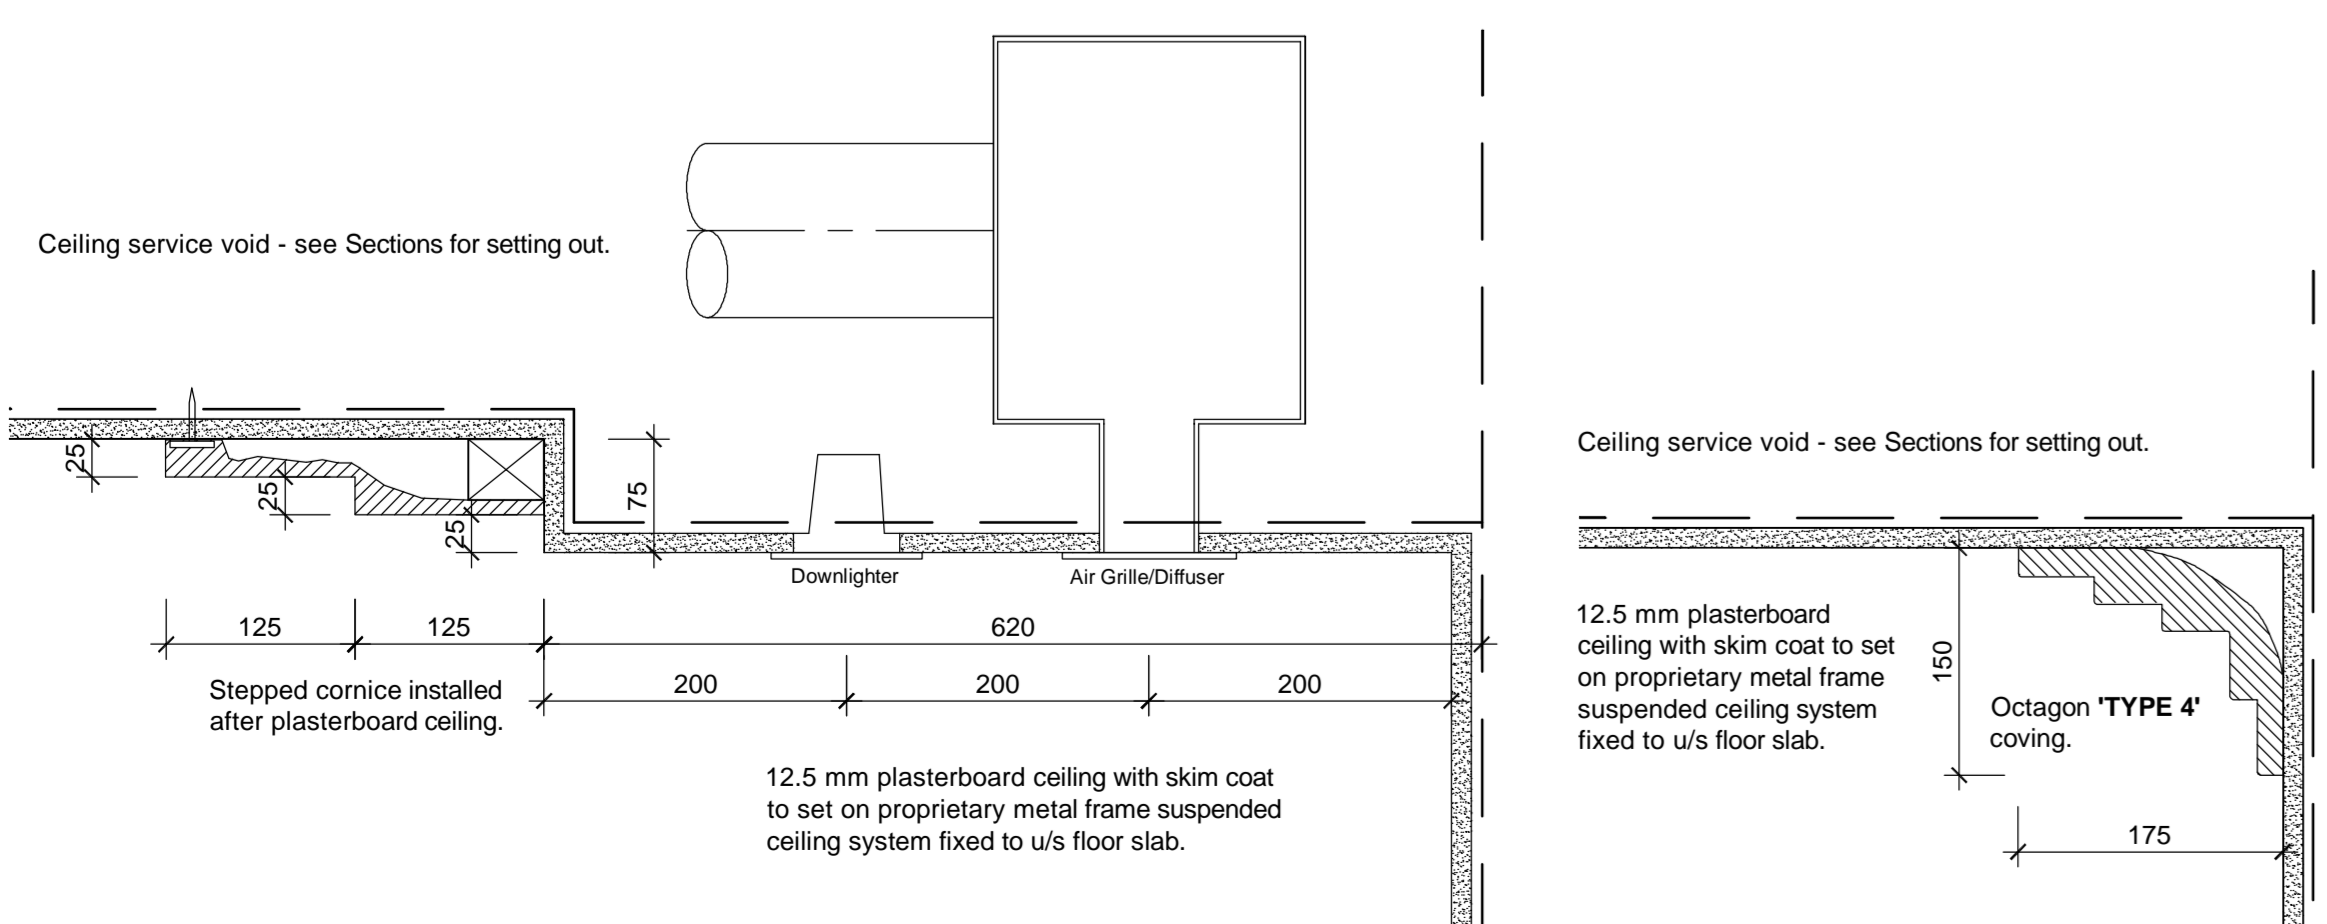 Ceiling service void - see Sections for setting out.
25
25
25
75
Downlighter
Air Grille/Diffuser
125
125
620
200
200
200
Stepped cornice installed
after plasterboard ceiling.
12.5 mm plasterboard ceiling with skim coat
to set on proprietary metal frame suspended
ceiling system fixed to u/s floor slab.
Ceiling service void - see Sections for setting out.
12.5 mm plasterboard
ceiling with skim coat to set
on proprietary metal frame
suspended ceiling system
fixed to u/s floor slab.
150
Octagon 'TYPE 4'
coving.
175